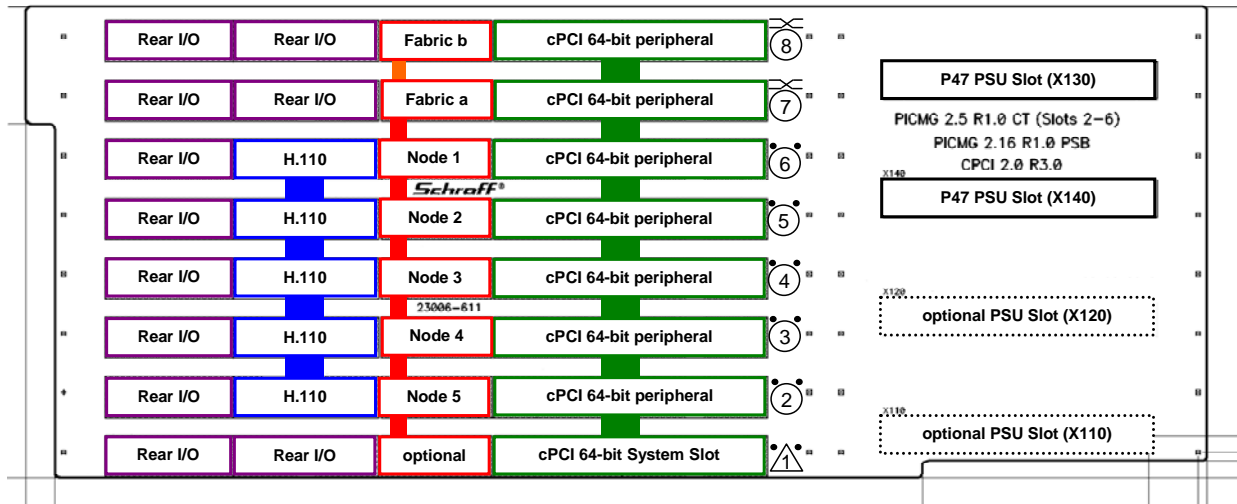 Rear I/O Rear I/O Fabric b cPCI 64-bit peripheral 8
Rear I/O Rear I/O Fabric a cPCI 64-bit peripheral 7
P47 PSU Slot (X130)
PICMG 2.5 R1.0 CT (Slots 2-6)
PICMG 2.16 R1.0 PSB
CPCI 2.0 R3.0
Rear I/O H.110 Node 1 cPCI 64-bit peripheral 6
X140
P47 PSU Slot (X140)
Schroff®
Rear I/O H.110 Node 2 cPCI 64-bit peripheral 5
Rear I/O H.110 Node 3 cPCI 64-bit peripheral 4
X120
optional PSU Slot (X120)
23006-611
Rear I/O H.110 Node 4 cPCI 64-bit peripheral 3
Rear I/O H.110 Node 5 cPCI 64-bit peripheral 2
X110
optional PSU Slot (X110)
Rear I/O Rear I/O optional cPCI 64-bit System Slot 1